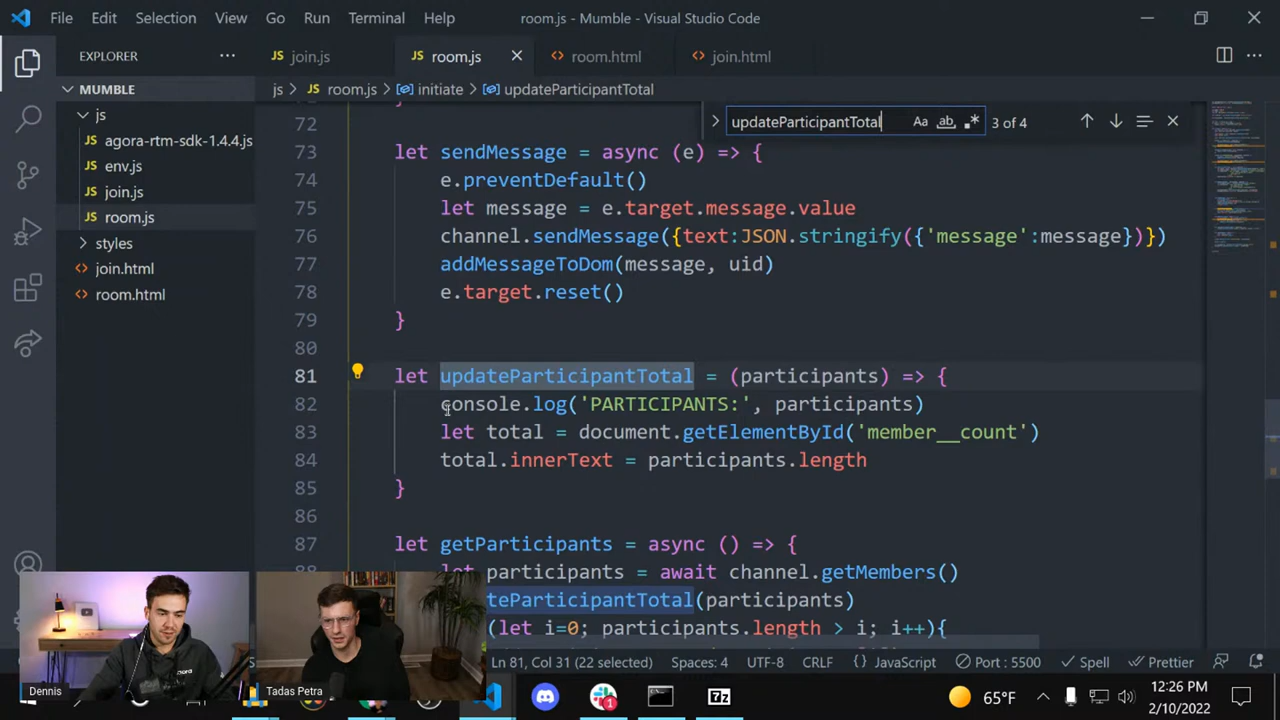 File Edit Selection View Go Run Terminal Help room.js - Mumble - Visual Studio Code
EXPLORER
join.js room.js room.html join.html
MUMBLE
js > room.js > initiate > updateParticipantTotal
js
agora-rtm-sdk-1.4.4.js
env.js
join.js
room.js
styles
join.html
room.html
updateParticipantTotal Aa ab 3 of 4
72 }
73 let sendMessage = async (e) => {
74 e.preventDefault()
75 let message = e.target.message.value
76 channel.sendMessage({text:JSON.stringify({'message':message})})
77 addMessageToDom(message, uid)
78 e.target.reset()
79 }
80
81 let updateParticipantTotal = (participants) => {
82 console.log('PARTICIPANTS:', participants)
83 let total = document.getElementById('member__count')
84 total.innerText = participants.length
85 }
86
87 let getParticipants = async () => {
let participants = await channel.getMembers()
teParticipantTotal(participants)
(let i=0; participants.length > i; i++){
Dennis
Tadas Petra
Ln 81, Col 31 (22 selected) Spaces: 4 UTF-8 CRLF JavaScript Port : 5500 Spell Prettier
1
65°F
12:26 PM
2/10/2022